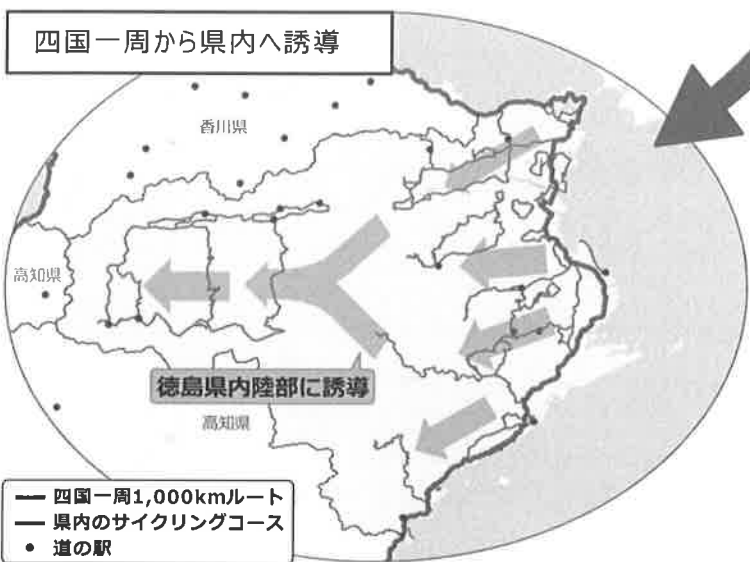 四国一周から県内へ誘導
香川県
高知県
徳島県内陸部に誘導
高知県
四国一周1,000kmルート
県内のサイクリングコース
道の駅